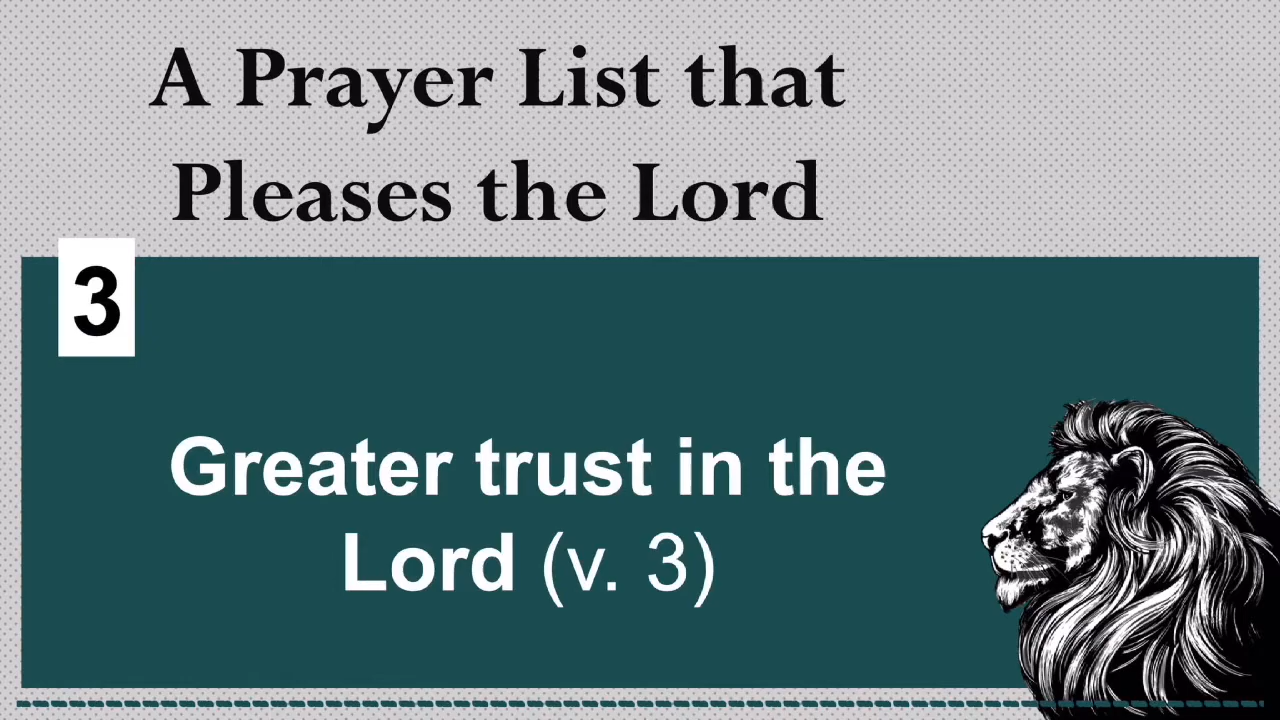 A Prayer List that
Pleases the Lord
3
Greater trust in the
Lord (v. 3)